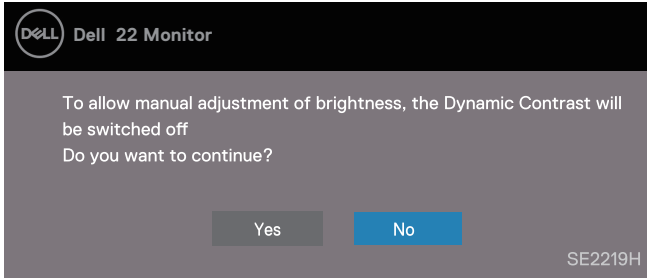 DELL Dell 22 Monitor
To allow manual adjustment of brightness, the Dynamic Contrast will
be switched off
Do you want to continue?
Yes No
SE2219H